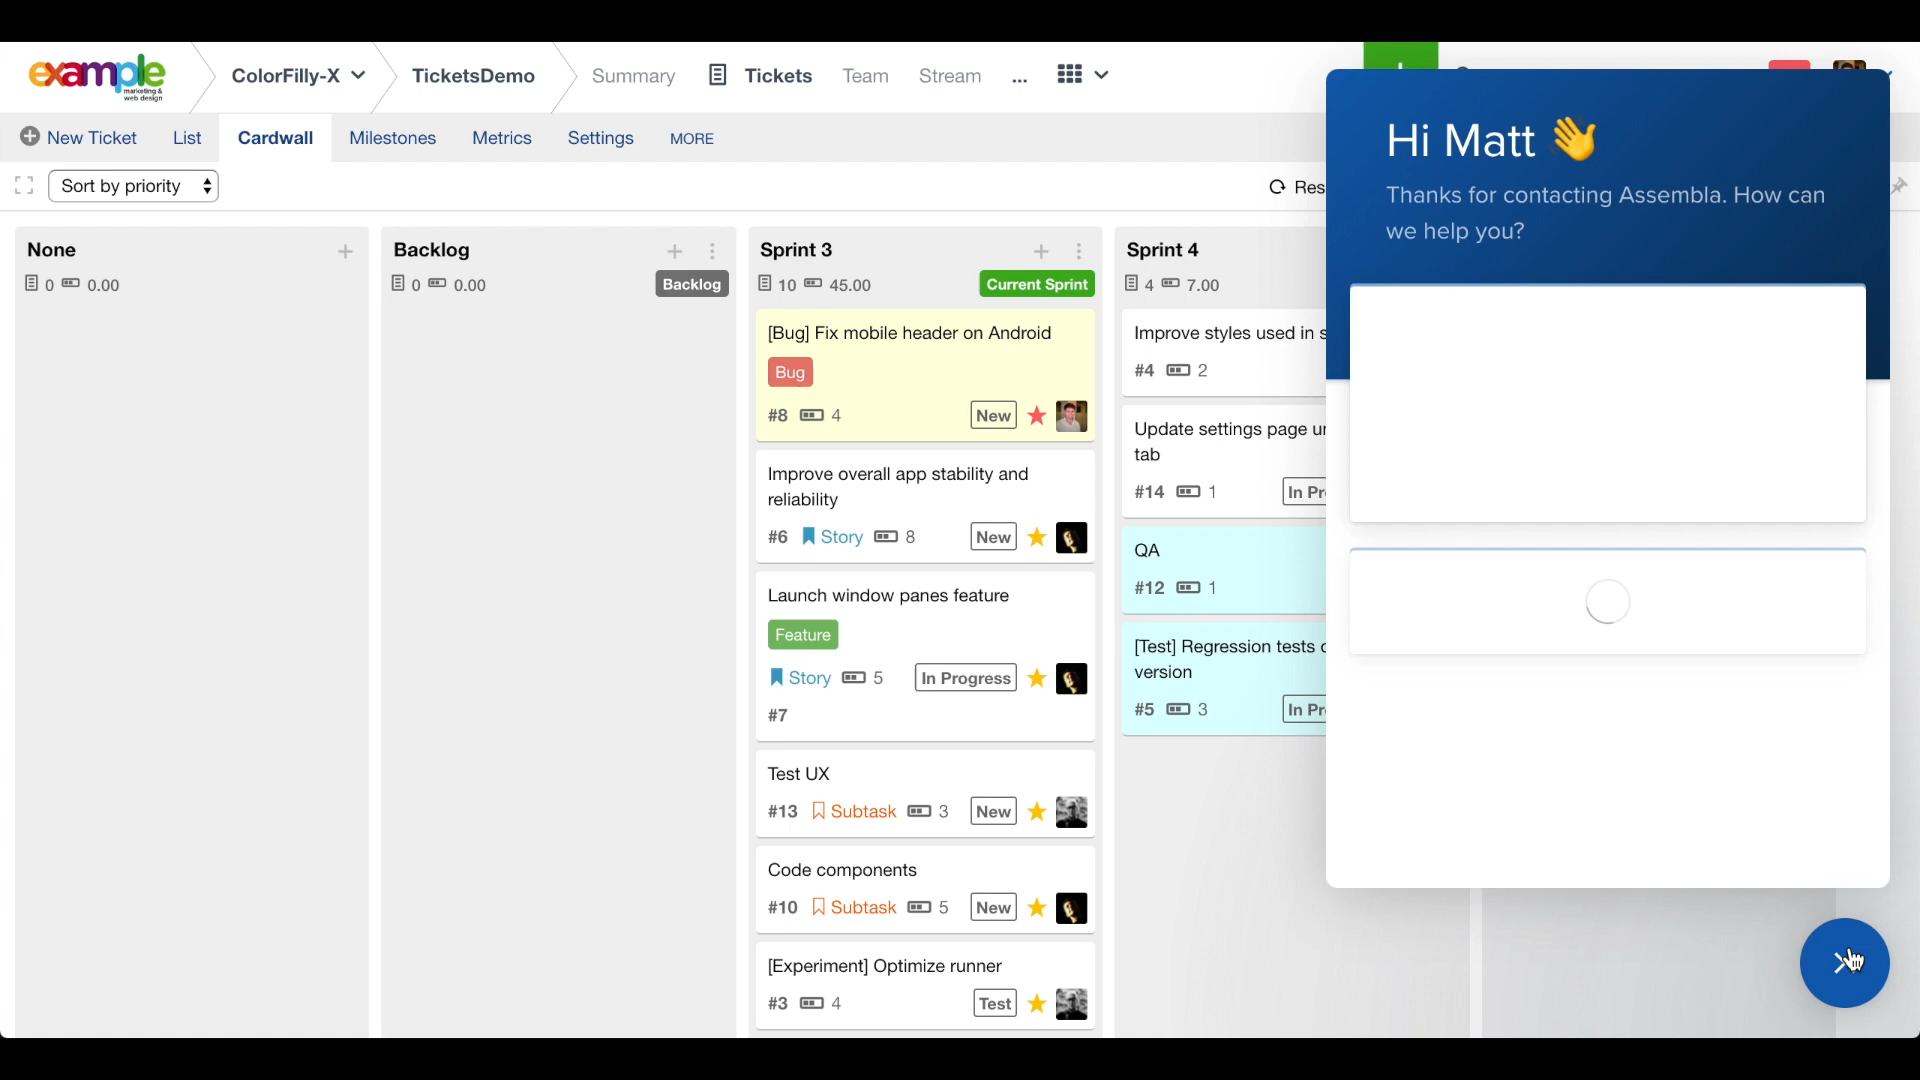 example
marketing &
web design
ColorFilly-X
TicketsDemo
Summary
Tickets
Team
Stream
...
New Ticket
List
Cardwall
Milestones
Metrics
Settings
MORE
Sort by priority
Res
None
0 0.00
Backlog
0 0.00
Backlog
Sprint 3
10 45.00
Current Sprint
[Bug] Fix mobile header on Android
Bug
#8 4 New
Improve overall app stability and
reliability
#6 Story 8 New
Launch window panes feature
Feature
Story 5 In Progress
#7
Test UX
#13 Subtask 3 New
Code components
#10 Subtask 5 New
[Experiment] Optimize runner
#3 4 Test
Sprint 4
4 7.00
Improve styles used in s
#4 2
Update settings page ur
tab
#14 1 In Pr
QA
#12 1
[Test] Regression tests
version
#5 3 In Pr
Hi Matt 👋
Thanks for contacting Assembla. How can
we help you?